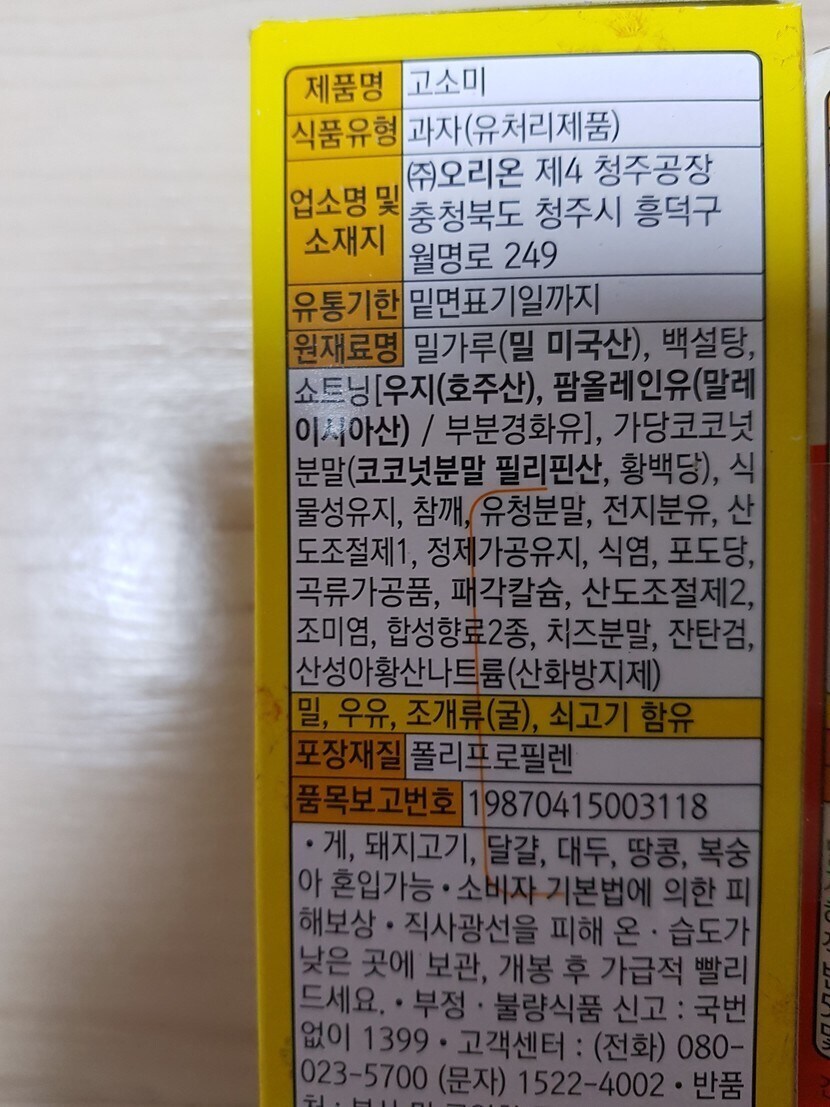 제품명 고소미
식품유형 과자(유처리제품)
업소명 및 소재지 ㈜오리온 제4 청주공장
충청북도 청주시 흥덕구
월명로 249
유통기한 밑면표기일까지
원재료명 밀가루(밀 미국산), 백설탕,
쇼트닝[우지(호주산), 팜올레인유(말레
이시아산) / 부분경화유], 가당코코넛
분말(코코넛분말 필리핀산, 황백당), 식
물성유지, 참깨, 유청분말, 전지분유, 산
도조절제1, 정제가공유지, 식염, 포도당,
곡류가공품, 패각칼슘, 산도조절제2,
조미염, 합성향료2종, 치즈분말, 잔탄검,
산성아황산나트륨(산화방지제)
밀, 우유, 조개류(굴), 쇠고기 함유
포장재질 폴리프로필렌
품목보고번호 19870415003118
• 게, 돼지고기, 달걀, 대두, 땅콩, 복숭
아 혼입가능 • 소비자 기본법에 의한 피
해보상 • 직사광선을 피해 온 · 습도가
낮은 곳에 보관, 개봉 후 가급적 빨리
드세요. • 부정 · 불량식품 신고 : 국번
없이 1399 • 고객센터 : (전화) 080-
023-5700 (문자) 1522-4002 • 반품